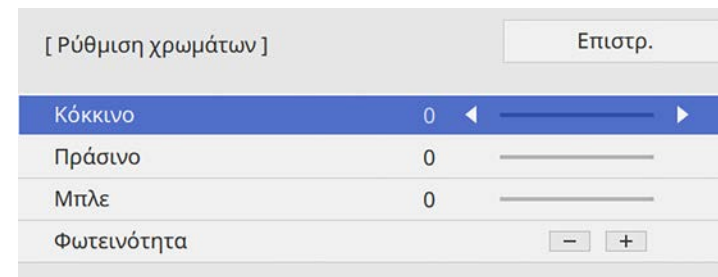 [ Ρύθμιση χρωμάτων ] Επιστρ.
Κόκκινο 0
Πράσινο 0
Μπλε 0
Φωτεινότητα − +